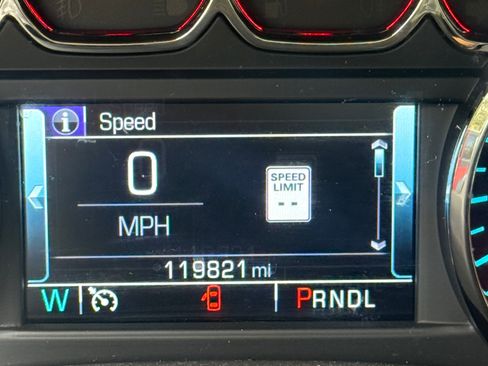 i Speed
0
SPEED
LIMIT
--
MPH
119821 mi
W PRNDL